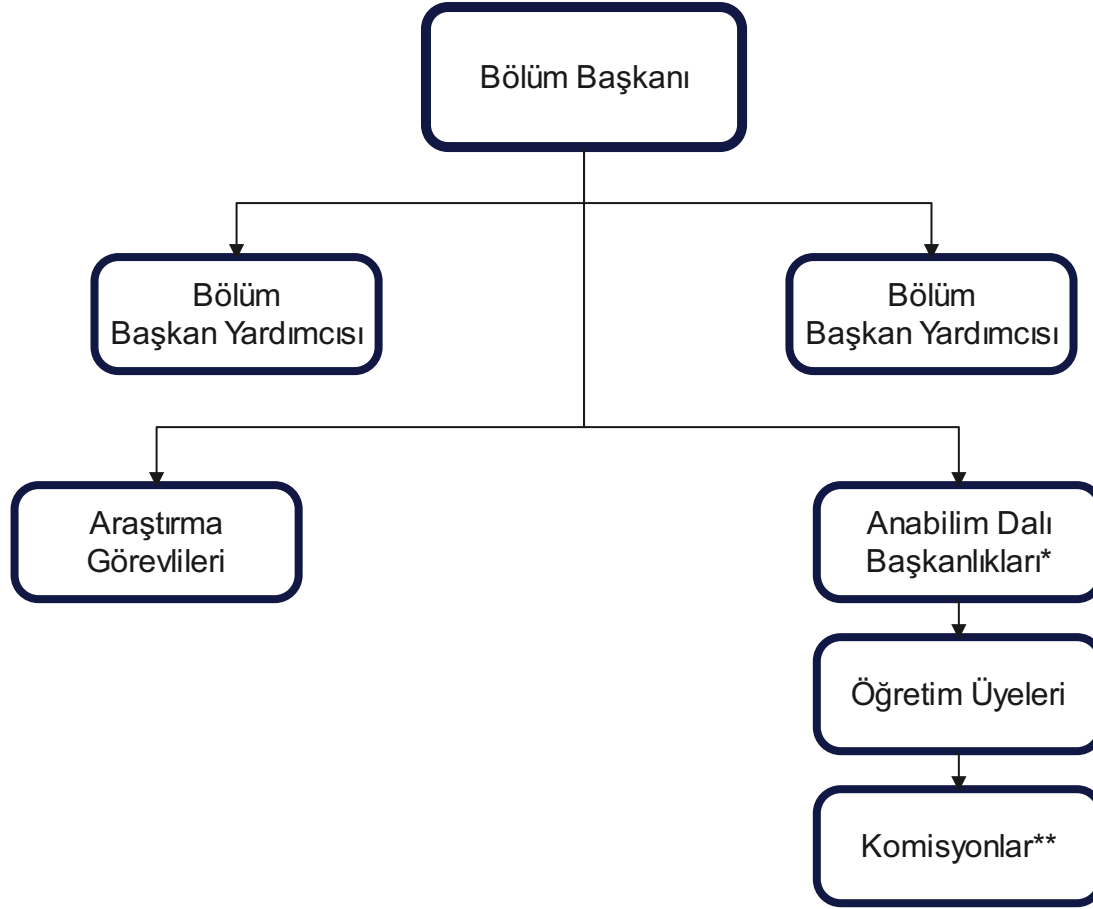 Bölüm Başkanı
Bölüm
Başkan Yardımcısı
Bölüm
Başkan Yardımcısı
Araştırma
Görevlileri
Anabilim Dalı
Başkanlıkları*
Öğretim Üyeleri
Komisyonlar**